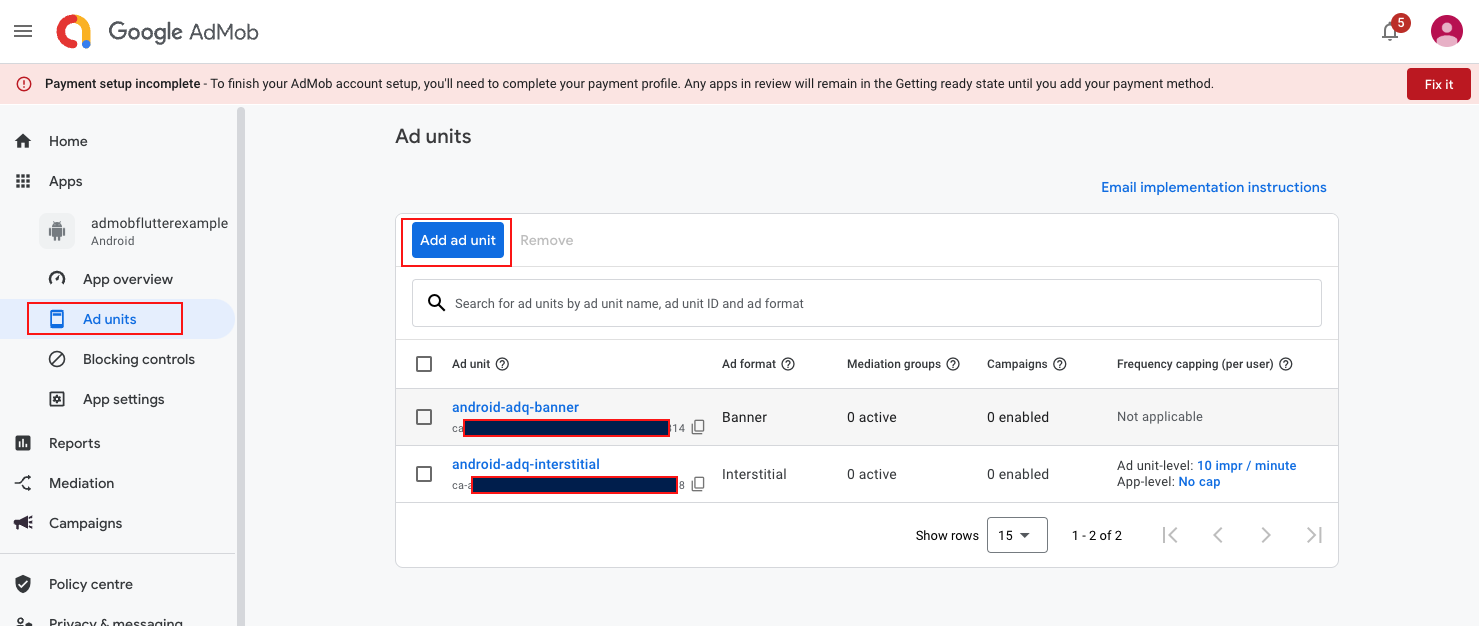 Google AdMob
5
Payment setup incomplete - To finish your AdMob account setup, you'll need to complete your payment profile. Any apps in review will remain in the Getting ready state until you add your payment method.
Fix it
Home
Apps
admobflutterexample
Android
App overview
Ad units
Blocking controls
App settings
Reports
Mediation
Campaigns
Policy centre
Privacy & messaging
Ad units
Email implementation instructions
Add ad unit Remove
Search for ad units by ad unit name, ad unit ID and ad format
Ad unit Ad format Mediation groups Campaigns Frequency capping (per user)
android-adq-banner
ca 14
Banner 0 active 0 enabled Not applicable
android-adq-interstitial
ca-a 8
Interstitial 0 active 0 enabled
Ad unit-level: 10 impr / minute
App-level: No cap
Show rows 15 1 - 2 of 2